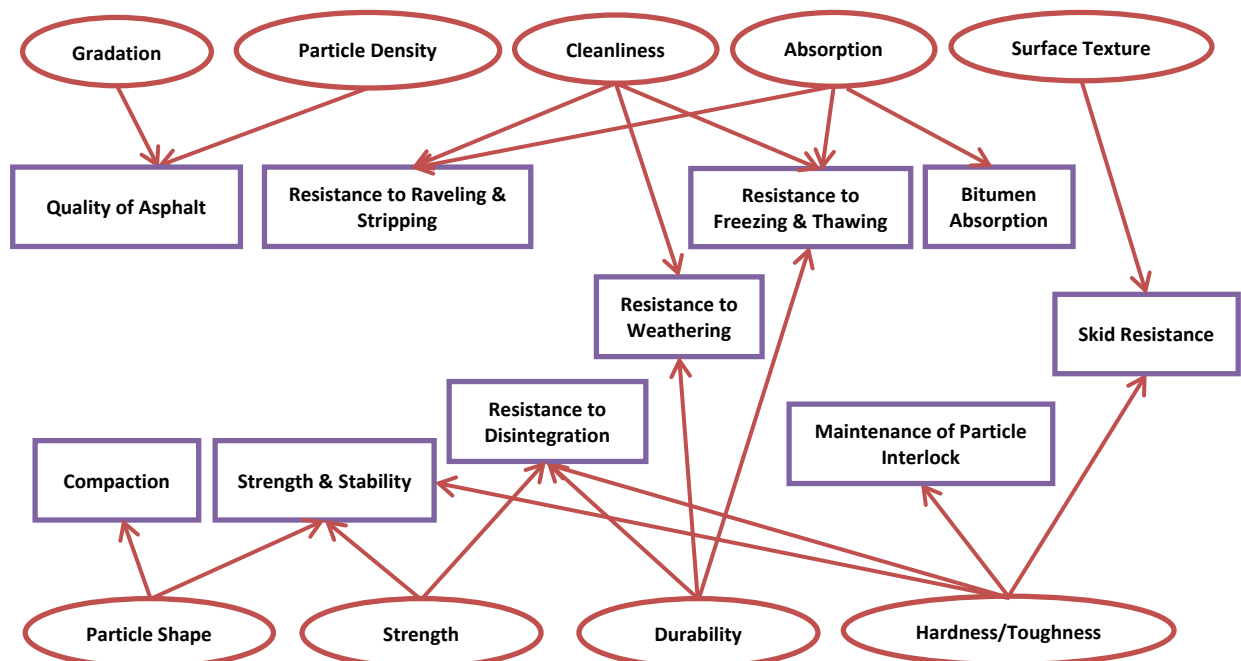 Gradation
Particle Density
Cleanliness
Absorption
Surface Texture
Quality of Asphalt
Resistance to Raveling &
Stripping
Resistance to
Freezing & Thawing
Bitumen
Absorption
Resistance to
Weathering
Skid Resistance
Resistance to
Disintegration
Maintenance of Particle
Interlock
Compaction
Strength & Stability
Particle Shape
Strength
Durability
Hardness/Toughness